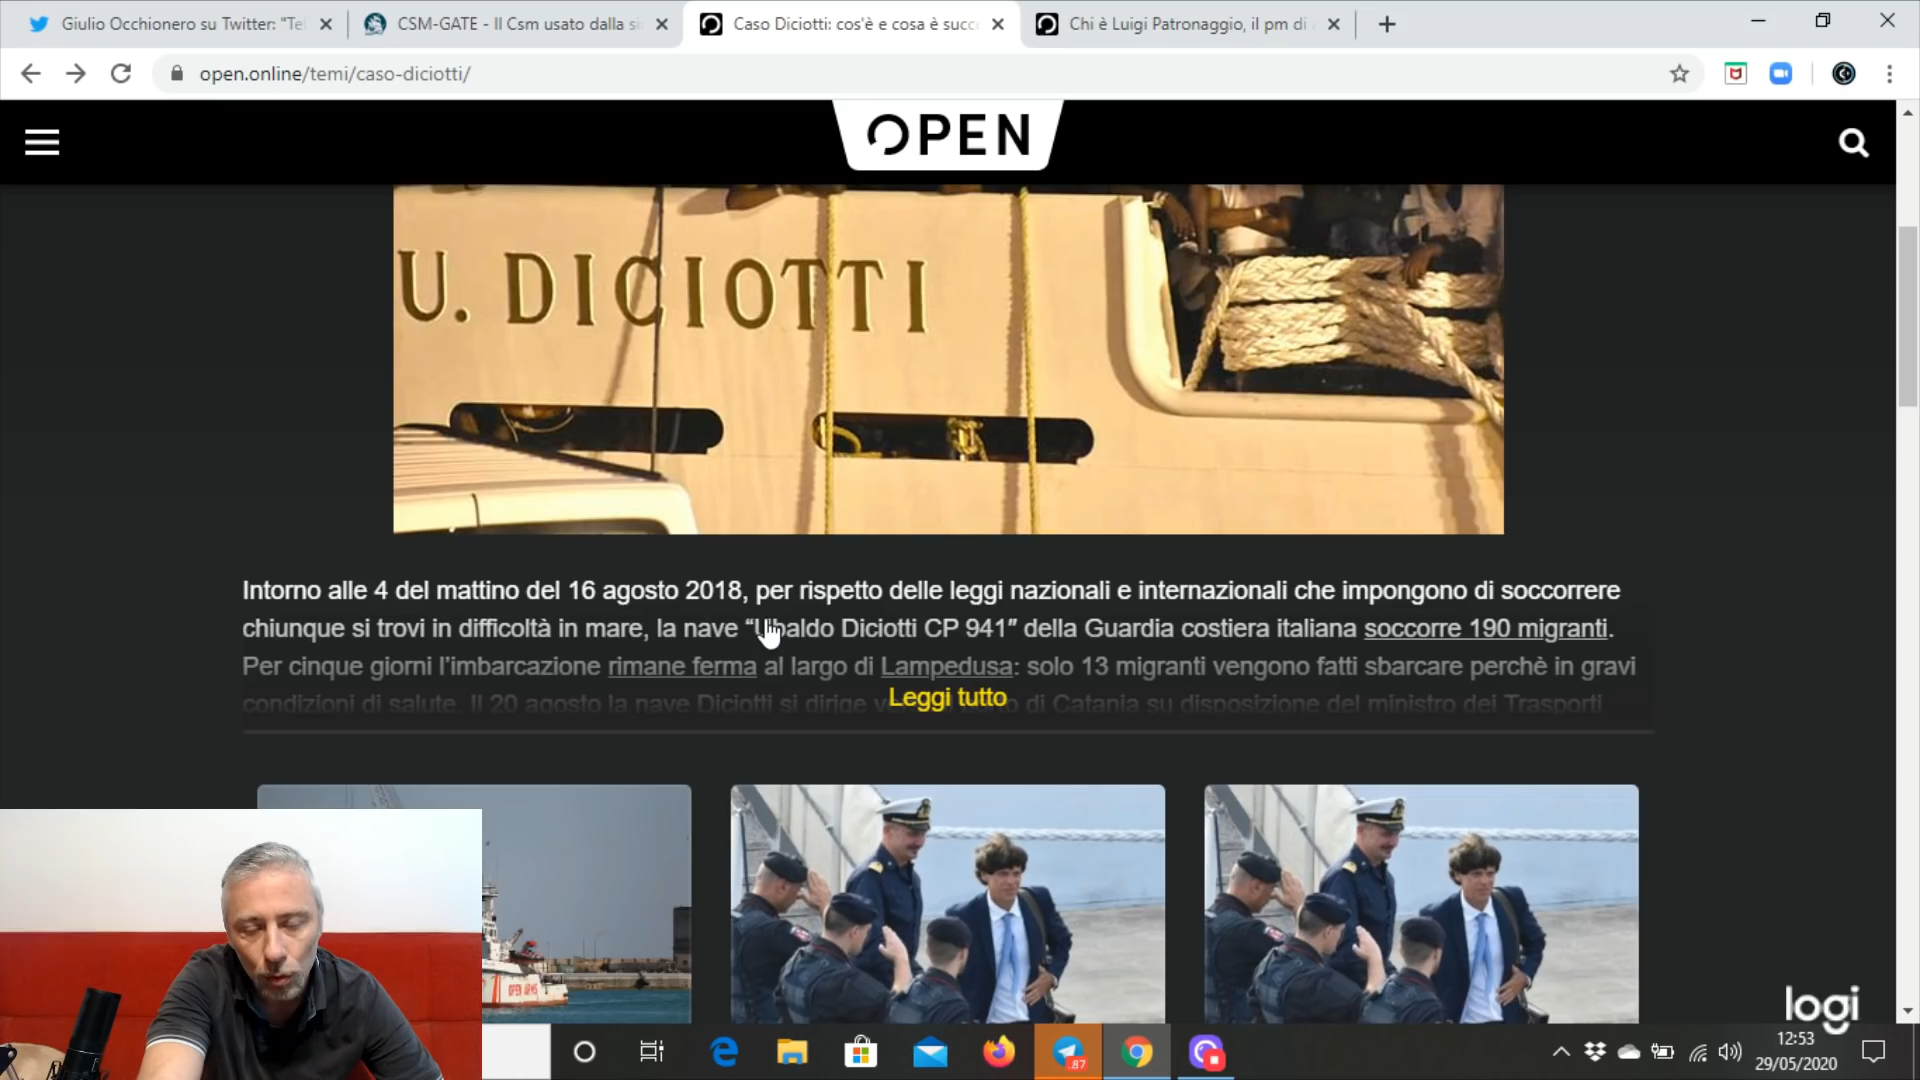 Giulio Occhionero su Twitter: "Te
CSM-GATE - Il Csm usato dalla si
Caso Diciotti: cos'è e cosa è succ
Chi è Luigi Patronaggio, il pm di
open.online/temi/caso-diciotti/
OPEN
U. DICIOTTI
Intorno alle 4 del mattino del 16 agosto 2018, per rispetto delle leggi nazionali e internazionali che impongono di soccorrere
chiunque si trovi in difficoltà in mare, la nave “Ubaldo Diciotti CP 941″ della Guardia costiera italiana soccorre 190 migranti.
Per cinque giorni l’imbarcazione rimane ferma al largo di Lampedusa: solo 13 migranti vengono fatti sbarcare perchè in gravi
condizioni di salute. Il 20 agosto la nave Diciotti si dirige di Catania su disposizione del ministro dei Trasporti
Leggi tutto
OPEN ARMS
logi
87
12:53
29/05/2020